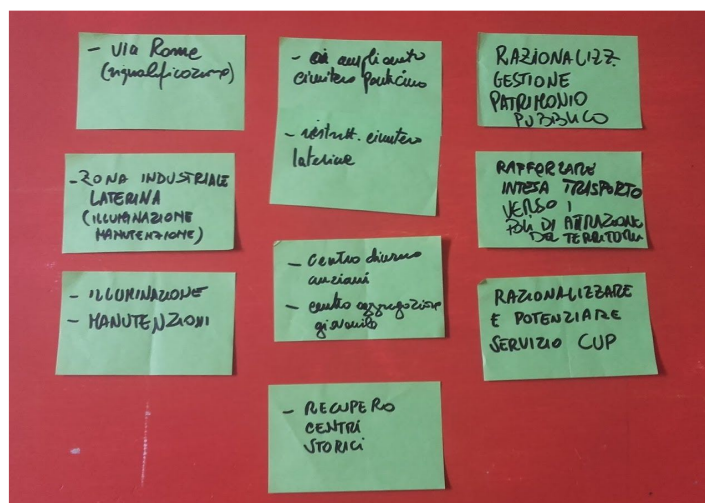 - Via Roma
(riqualificazione)
- ZONA INDUSTRIALE
LATERINA
(ILLUMINAZIONE
MANUTENZIONE)
- ILLUMINAZIONE
- MANUTENZIONI
- ampliamento
cimitero Ponticino
- ristrutt. cimitero
laterina
- centro diurno
anziani
- centro aggregazione
giovanile
- RECUPERO
CENTRI
STORICI
RAZIONALIZZ.
GESTIONE
PATRIMONIO
PUBBLICO
RAFFORZARE
INTESA TRASPORTO
VERSO I
POLI DI ATTRAZIONE
DEL TERRITORI
RAZIONALIZZARE
E POTENZIARE
SERVIZIO CUP